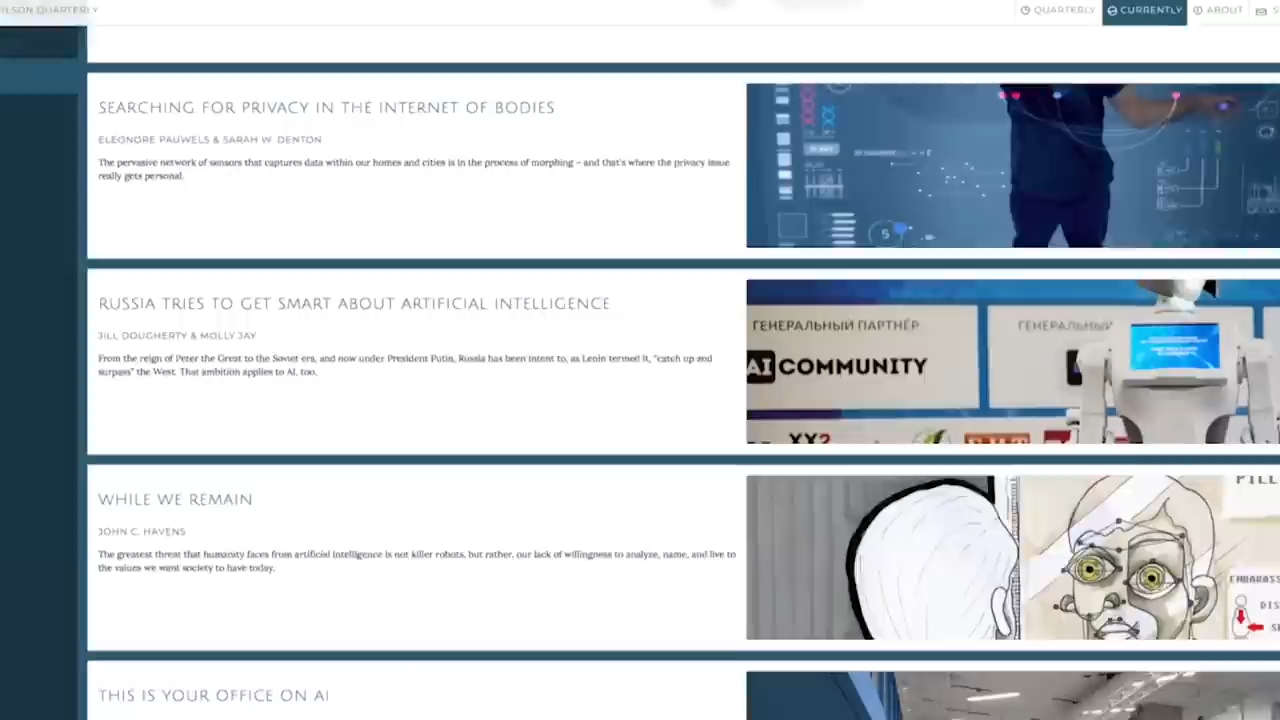 ILSON QUARTERLY
QUARTERLY
CURRENTLY
ABOUT
SEARCHING FOR PRIVACY IN THE INTERNET OF BODIES
ELEONORE PAUWELS & SARAH W. DENTON
The pervasive network of sensors that captures data within our homes and cities is in the process of morphing – and that's where the privacy issue
really gets personal.
5
RUSSIA TRIES TO GET SMART ABOUT ARTIFICIAL INTELLIGENCE
JILL DOUGHERTY & MOLLY JAY
From the reign of Peter the Great to the Soviet era, and now under President Putin, Russia has been intent to, as Lenin termed it, "catch up and
surpass" the West. That ambition applies to AI, too.
ГЕНЕРАЛЬНЫЙ ПАРТНЁР
ГЕНЕРАЛЬНЫЙ
AI COMMUNITY
WHILE WE REMAIN
JOHN C. HAVENS
The greatest threat that humanity faces from artificial intelligence is not killer robots, but rather, our lack of willingness to analyze, name, and live to
the values we want society to have today.
PILL
EMBARASS
DIS
THIS IS YOUR OFFICE ON AI